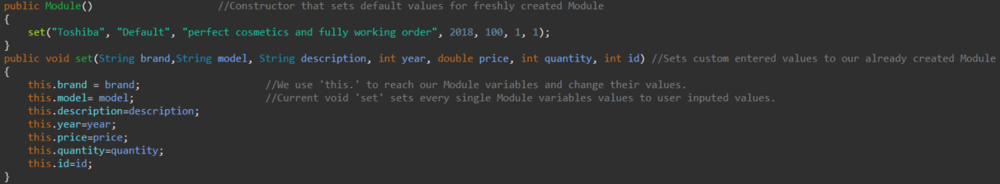 public Module() //Constructor that sets default values for freshly created Module
{
set("Toshiba", "Default", "perfect cosmetics and fully working order", 2018, 100, 1, 1);
}
public void set(String brand,String model, String description, int year, double price, int quantity, int id) //Sets custom entered values to our already created Module
{
this.brand = brand; //We use 'this.' to reach our Module variables and change their values.
this.model= model; //Current void 'set' sets every single Module variables values to user inputed values.
this.description=description;
this.year=year;
this.price=price;
this.quantity=quantity;
this.id=id;
}